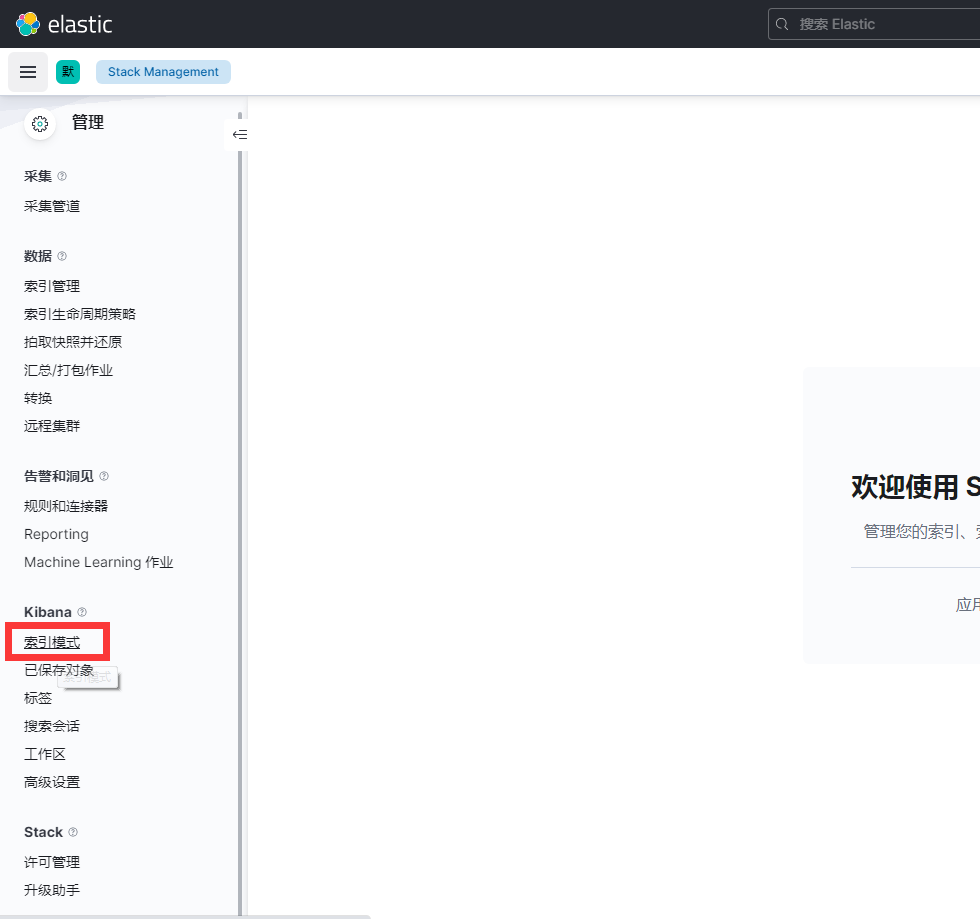 elastic
搜索 Elastic
默
Stack Management
管理
采集
采集管道
数据
索引管理
索引生命周期策略
拍取快照并还原
汇总/打包作业
转换
远程集群
告警和洞见
规则和连接器
Reporting
Machine Learning 作业
Kibana
索引模式
已保存对象
索引模式
标签
搜索会话
工作区
高级设置
Stack
许可管理
升级助手
欢迎使用 S
管理您的索引、
应用